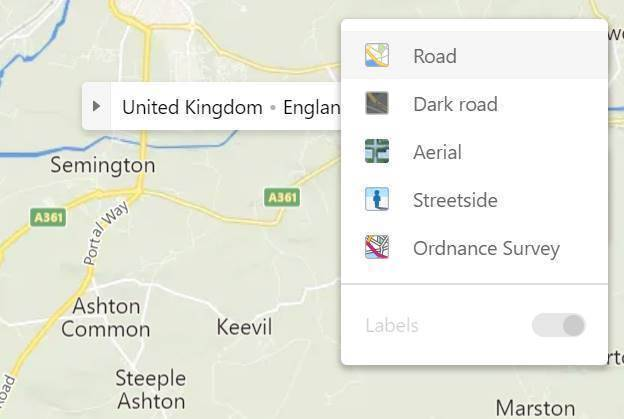 Road
United Kingdom • Englan
Dark road
Semington
Aerial
A361
A361
Streetside
Portal Way
Ordnance Survey
Ashton
Common
Keevil
Labels
Steeple
Ashton
Road
Marston